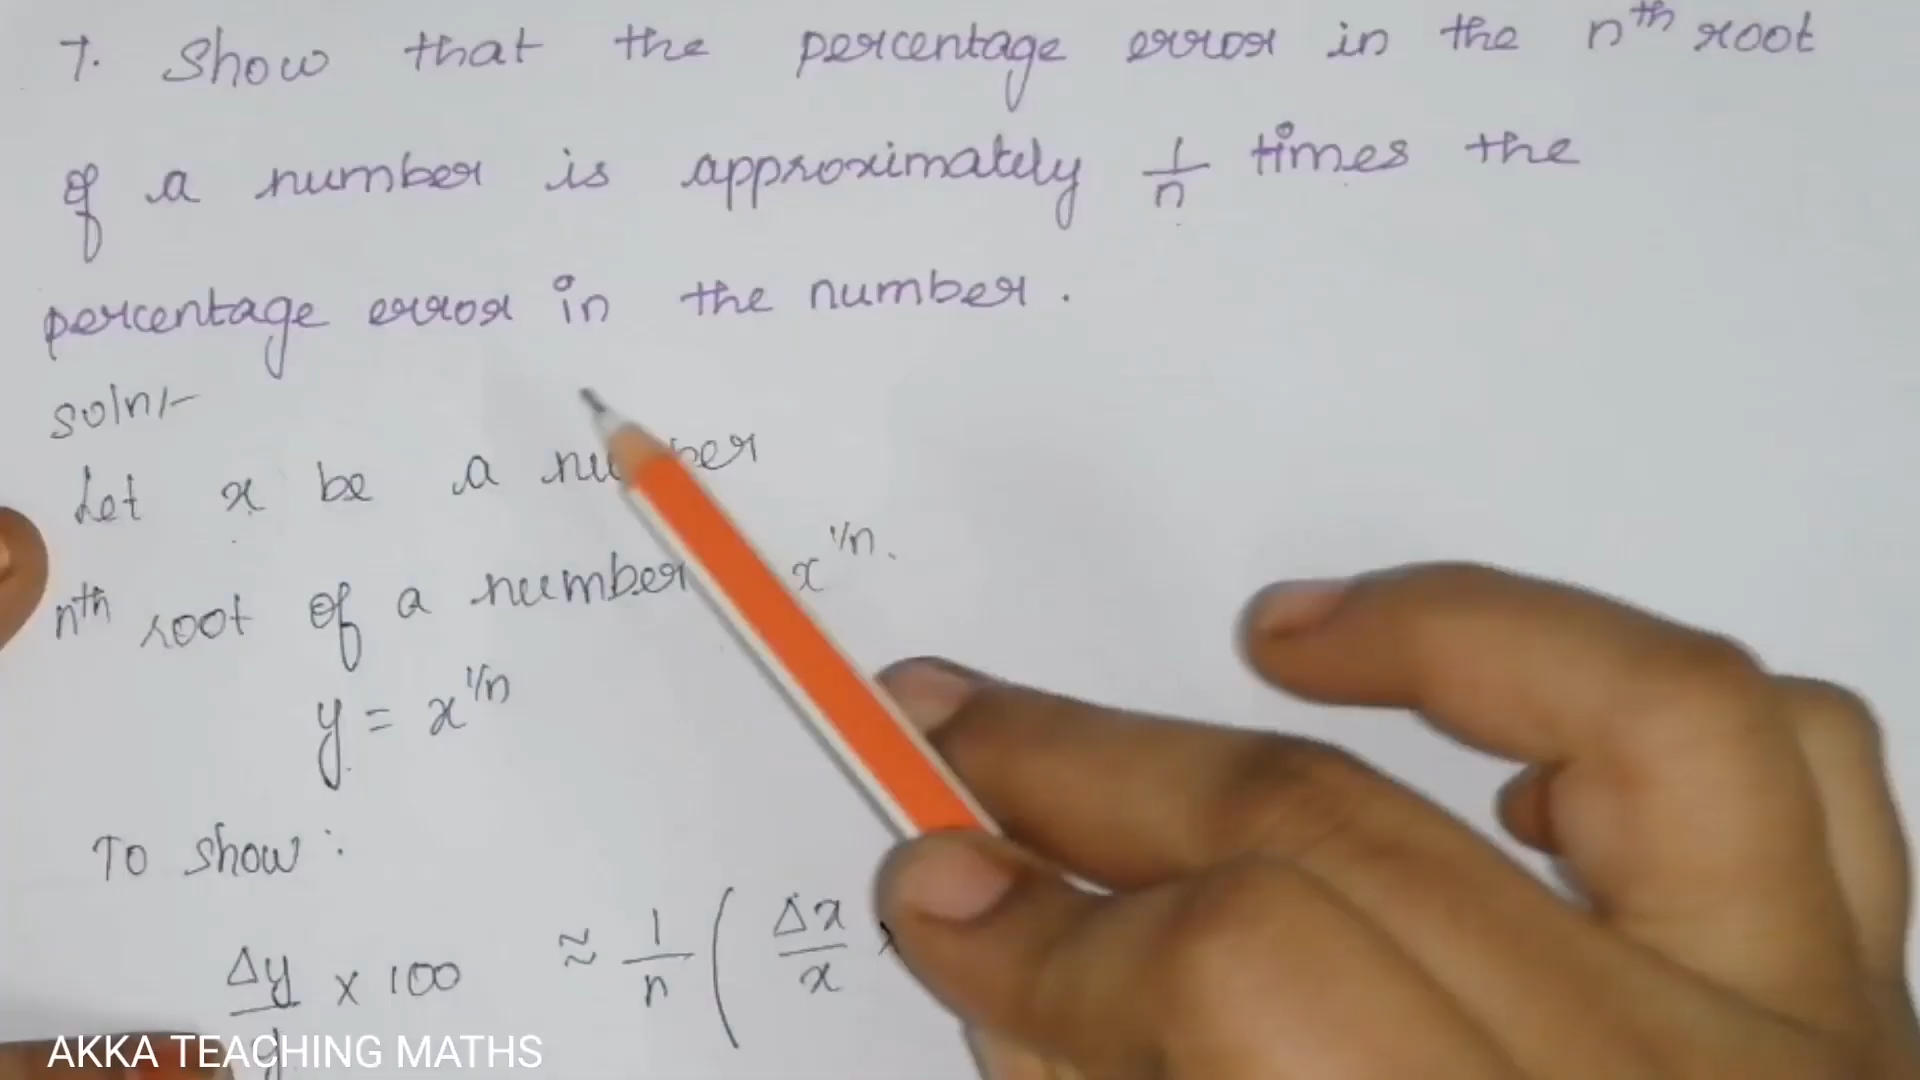 7. Show that the percentage error in the nth root
of a number is approximately 1/n times the
percentage error in the number.
soln:-
Let x be a
nth root of a number x^1/n.
y = x^1/n
To show :
Δy/y × 100 ≈ 1/n ( Δx/x
AKKA TEACHING MATHS